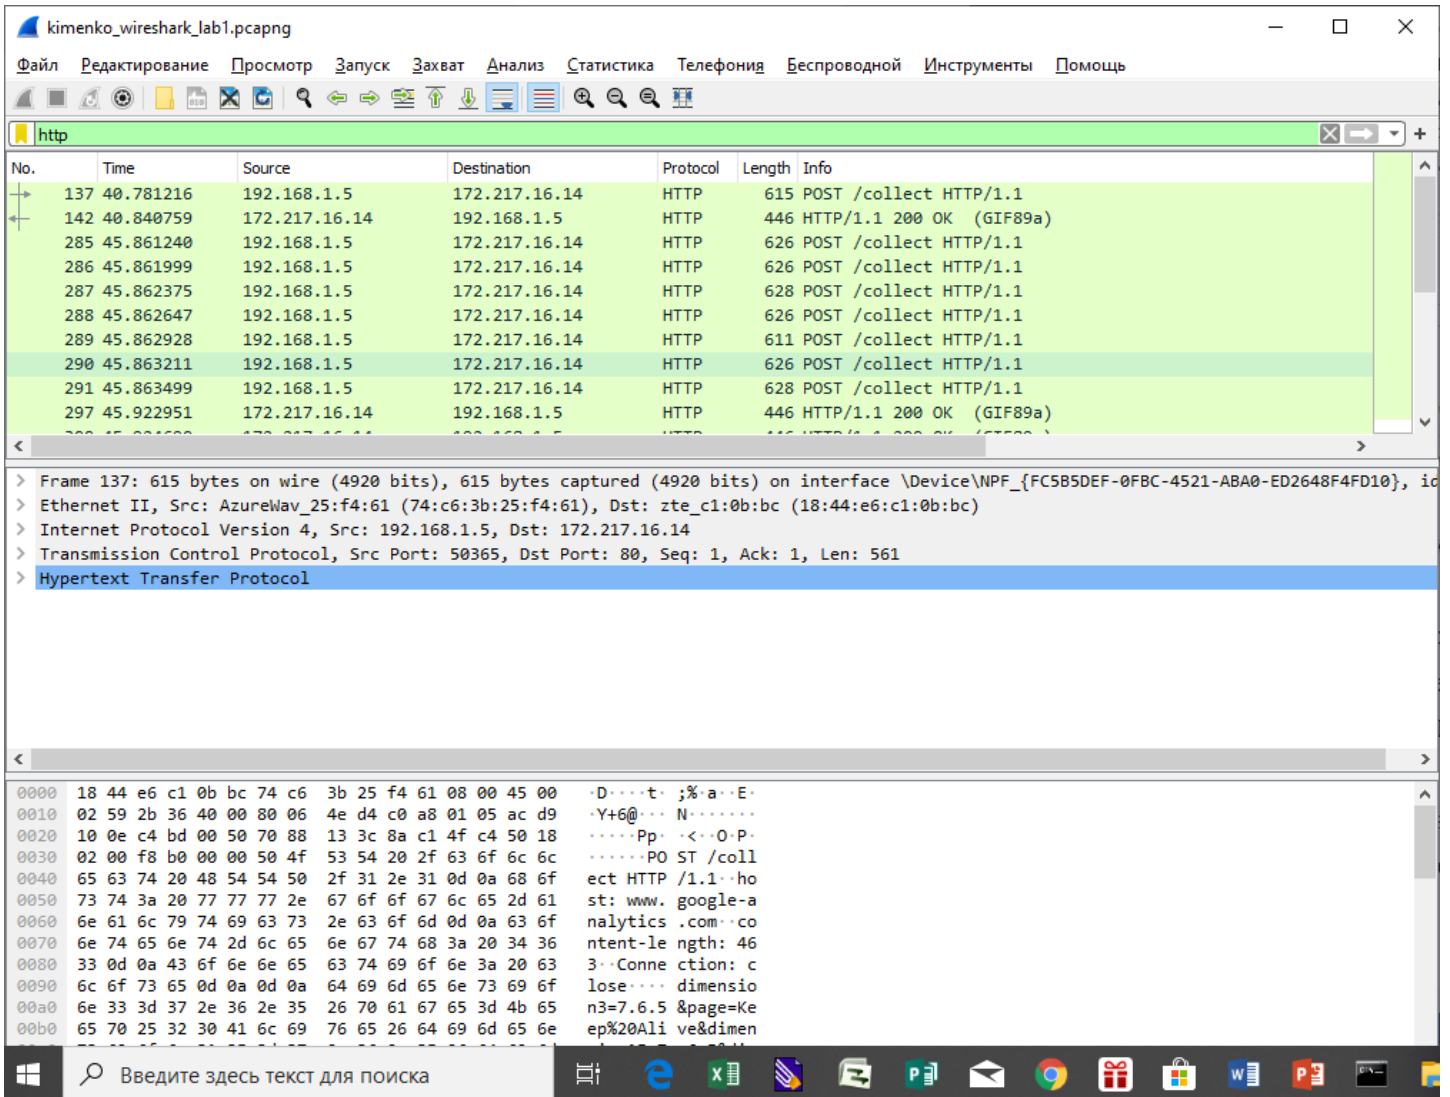 kimenko_wireshark_lab1.pcapng
Файл Редактирование Просмотр Запуск Захват Анализ Статистика Телефония Беспроводной Инструменты Помощь
http
No. Time Source Destination Protocol Length Info
137 40.781216 192.168.1.5 172.217.16.14 HTTP 615 POST /collect HTTP/1.1
142 40.840759 172.217.16.14 192.168.1.5 HTTP 446 HTTP/1.1 200 OK (GIF89a)
285 45.861240 192.168.1.5 172.217.16.14 HTTP 626 POST /collect HTTP/1.1
286 45.861999 192.168.1.5 172.217.16.14 HTTP 626 POST /collect HTTP/1.1
287 45.862375 192.168.1.5 172.217.16.14 HTTP 628 POST /collect HTTP/1.1
288 45.862647 192.168.1.5 172.217.16.14 HTTP 626 POST /collect HTTP/1.1
289 45.862928 192.168.1.5 172.217.16.14 HTTP 611 POST /collect HTTP/1.1
290 45.863211 192.168.1.5 172.217.16.14 HTTP 626 POST /collect HTTP/1.1
291 45.863499 192.168.1.5 172.217.16.14 HTTP 628 POST /collect HTTP/1.1
297 45.922951 172.217.16.14 192.168.1.5 HTTP 446 HTTP/1.1 200 OK (GIF89a)
> Frame 137: 615 bytes on wire (4920 bits), 615 bytes captured (4920 bits) on interface \Device\NPF_{FC5B5DEF-0FBC-4521-ABA0-ED2648F4FD10}, id
> Ethernet II, Src: AzureWav_25:f4:61 (74:c6:3b:25:f4:61), Dst: zte_c1:0b:bc (18:44:e6:c1:0b:bc)
> Internet Protocol Version 4, Src: 192.168.1.5, Dst: 172.217.16.14
> Transmission Control Protocol, Src Port: 50365, Dst Port: 80, Seq: 1, Ack: 1, Len: 561
> Hypertext Transfer Protocol
0000 18 44 e6 c1 0b bc 74 c6 3b 25 f4 61 08 00 45 00 ·D····t· ;%·a··E·
0010 02 59 2b 36 40 00 80 06 4e d4 c0 a8 01 05 ac d9 ·Y+6@··· N·······
0020 10 0e c4 bd 00 50 70 88 13 3c 8a c1 4f c4 50 18 ·····Pp· ·<··O·P·
0030 02 00 f8 b0 00 00 50 4f 53 54 20 2f 63 6f 6c 6c ······PO ST /coll
0040 65 63 74 20 48 54 54 50 2f 31 2e 31 0d 0a 68 6f ect HTTP /1.1··ho
0050 73 74 3a 20 77 77 77 2e 67 6f 6f 67 6c 65 2d 61 st: www. google-a
0060 6e 61 6c 79 74 69 63 73 2e 63 6f 6d 0d 0a 63 6f nalytics .com··co
0070 6e 74 65 6e 74 2d 6c 65 6e 67 74 68 3a 20 34 36 ntent-le ngth: 46
0080 33 0d 0a 43 6f 6e 6e 65 63 74 69 6f 6e 3a 20 63 3··Conne ction: c
0090 6c 6f 73 65 0d 0a 0d 0a 64 69 6d 65 6e 73 69 6f lose···· dimensio
00a0 6e 33 3d 37 2e 36 2e 35 26 70 61 67 65 3d 4b 65 n3=7.6.5 &page=Ke
00b0 65 70 25 32 30 41 6c 69 76 65 26 64 69 6d 65 6e ep%20Ali ve&dimen
Введите здесь текст для поиска